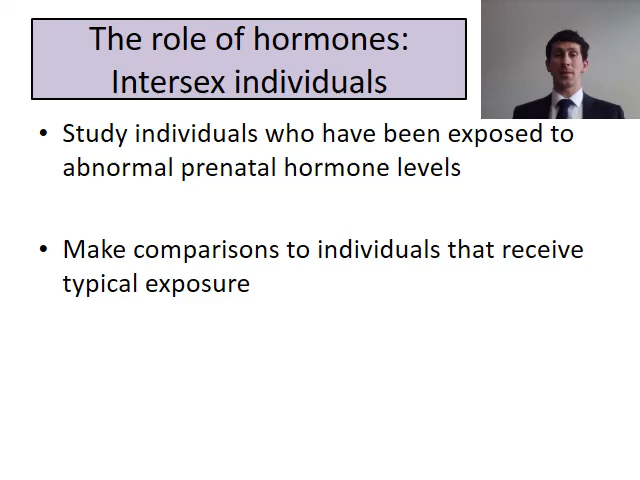 The role of hormones:
Intersex individuals
• Study individuals who have been exposed to
abnormal prenatal hormone levels
• Make comparisons to individuals that receive
typical exposure